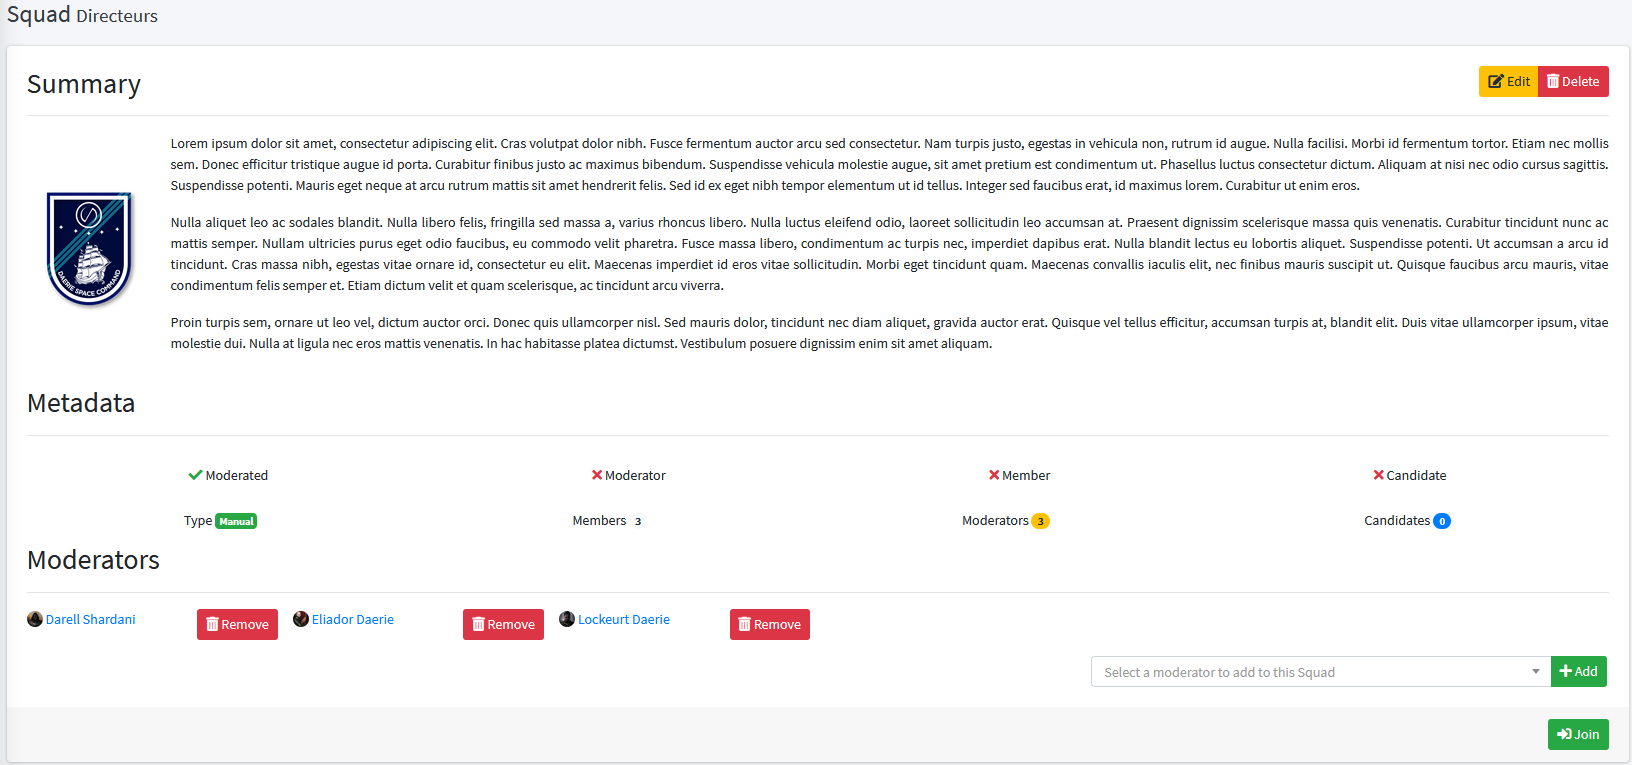 Squad Directeurs
Summary
Edit
Delete
Lorem ipsum dolor sit amet, consectetur adipiscing elit. Cras volutpat dolor nibh. Fusce fermentum auctor arcu sed consectetur. Nam turpis justo, egestas in vehicula non, rutrum id augue. Nulla facilisi. Morbi id fermentum tortor. Etiam nec mollis
sem. Donec efficitur tristique augue id porta. Curabitur finibus justo ac maximus bibendum. Suspendisse vehicula molestie augue, sit amet pretium est condimentum ut. Phasellus luctus consectetur dictum. Aliquam at nisi nec odio cursus sagittis.
Suspendisse potenti. Mauris eget neque at arcu rutrum mattis sit amet hendrerit felis. Sed id ex eget nibh tempor elementum ut id tellus. Integer sed faucibus erat, id maximus lorem. Curabitur ut enim eros.
DAERIE SPACE COMMAND
Nulla aliquet leo ac sodales blandit. Nulla libero felis, fringilla sed massa a, varius rhoncus libero. Nulla luctus eleifend odio, laoreet sollicitudin leo accumsan at. Praesent dignissim scelerisque massa quis venenatis. Curabitur tincidunt nunc ac
mattis semper. Nullam ultricies purus eget odio faucibus, eu commodo velit pharetra. Fusce massa libero, condimentum ac turpis nec, imperdiet dapibus erat. Nulla blandit lectus eu lobortis aliquet. Suspendisse potenti. Ut accumsan a arcu id
tincidunt. Cras massa nibh, egestas vitae ornare id, consectetur eu elit. Maecenas imperdiet id eros vitae sollicitudin. Morbi eget tincidunt quam. Maecenas convallis iaculis elit, nec finibus mauris suscipit ut. Quisque faucibus arcu mauris, vitae
condimentum felis semper et. Etiam dictum velit et quam scelerisque, ac tincidunt arcu viverra.
Proin turpis sem, ornare ut leo vel, dictum auctor orci. Donec quis ullamcorper nisl. Sed mauris dolor, tincidunt nec diam aliquet, gravida auctor erat. Quisque vel tellus efficitur, accumsan turpis at, blandit elit. Duis vitae ullamcorper ipsum, vitae
molestie dui. Nulla at ligula nec eros mattis venenatis. In hac habitasse platea dictumst. Vestibulum posuere dignissim enim sit amet aliquam.
Metadata
Moderated
Moderator
Member
Candidate
Type Manual
Members 3
Moderators 3
Candidates 0
Moderators
Darell Shardani
Remove
Eliador Daerie
Remove
Lockeurt Daerie
Remove
Select a moderator to add to this Squad
Add
Join